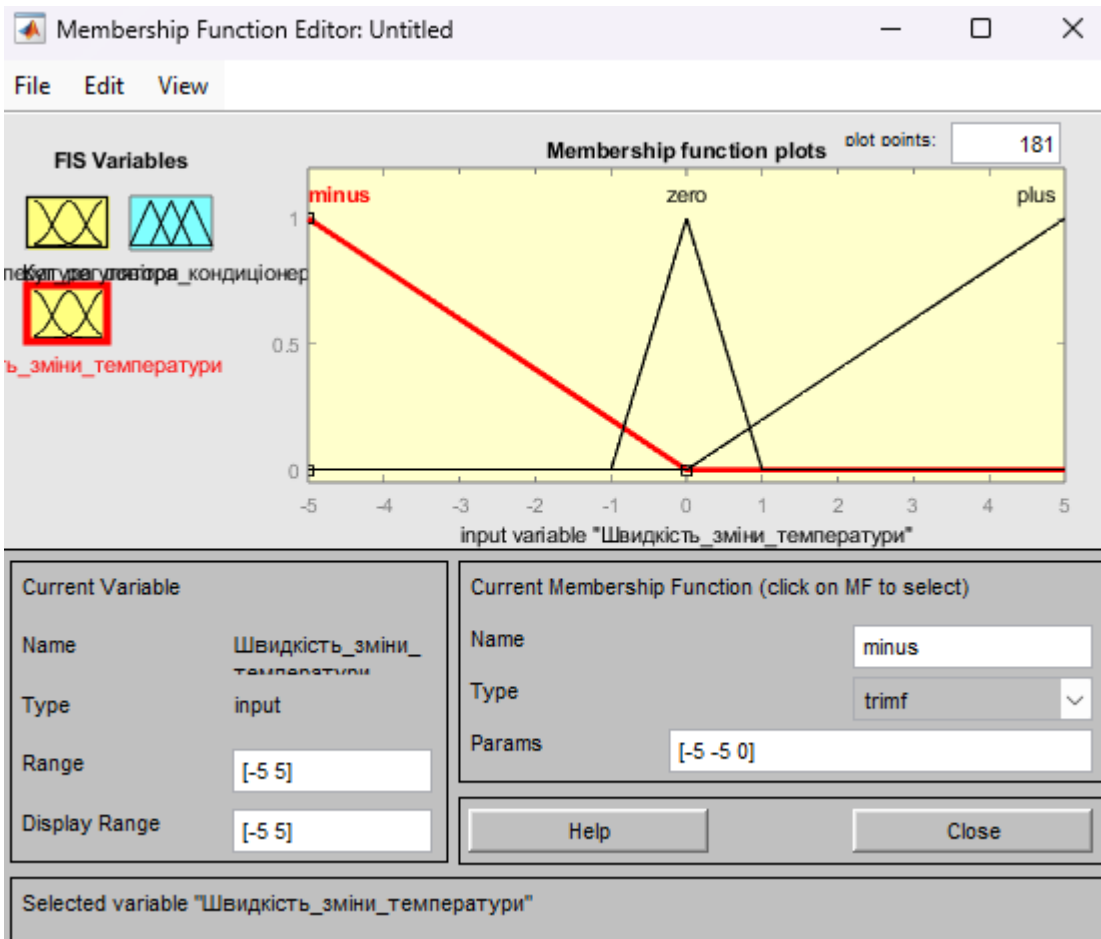 Membership Function Editor: Untitled
File Edit View
FIS Variables
Membership function plots
plot points:
181
кондиціонер
ь_зміни_температури
minus
zero
plus
1
0.5
0
-5 -4 -3 -2 -1 0 1 2 3 4 5
input variable "Швидкість_зміни_температури"
Current Variable
Name
Швидкість_зміни_
температури
Type
input
Range
[-5 5]
Display Range
[-5 5]
Current Membership Function (click on MF to select)
Name
minus
Type
trimf
Params
[-5 -5 0]
Help
Close
Selected variable "Швидкість_зміни_температури"